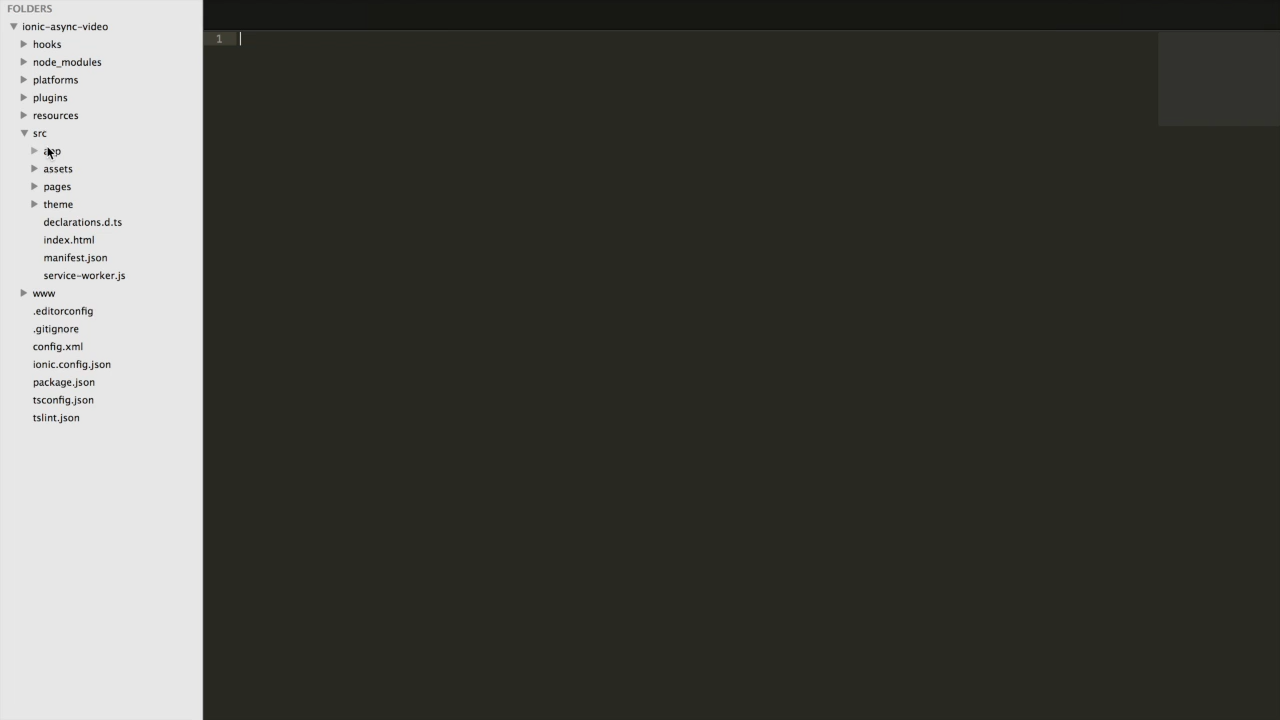 FOLDERS
ionic-async-video
hooks
node_modules
platforms
plugins
resources
src
app
assets
pages
theme
declarations.d.ts
index.html
manifest.json
service-worker.js
www
.editorconfig
.gitignore
config.xml
ionic.config.json
package.json
tsconfig.json
tslint.json
1